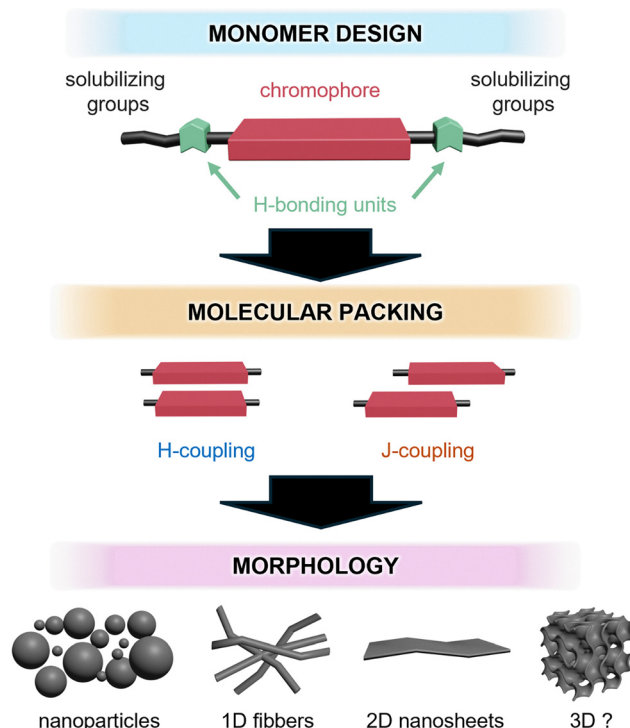 MONOMER DESIGN
solubilizing
groups
chromophore
solubilizing
groups
H-bonding units
MOLECULAR PACKING
H-coupling
J-coupling
MORPHOLOGY
nanoparticles
1D fibbers
2D nanosheets
3D ?